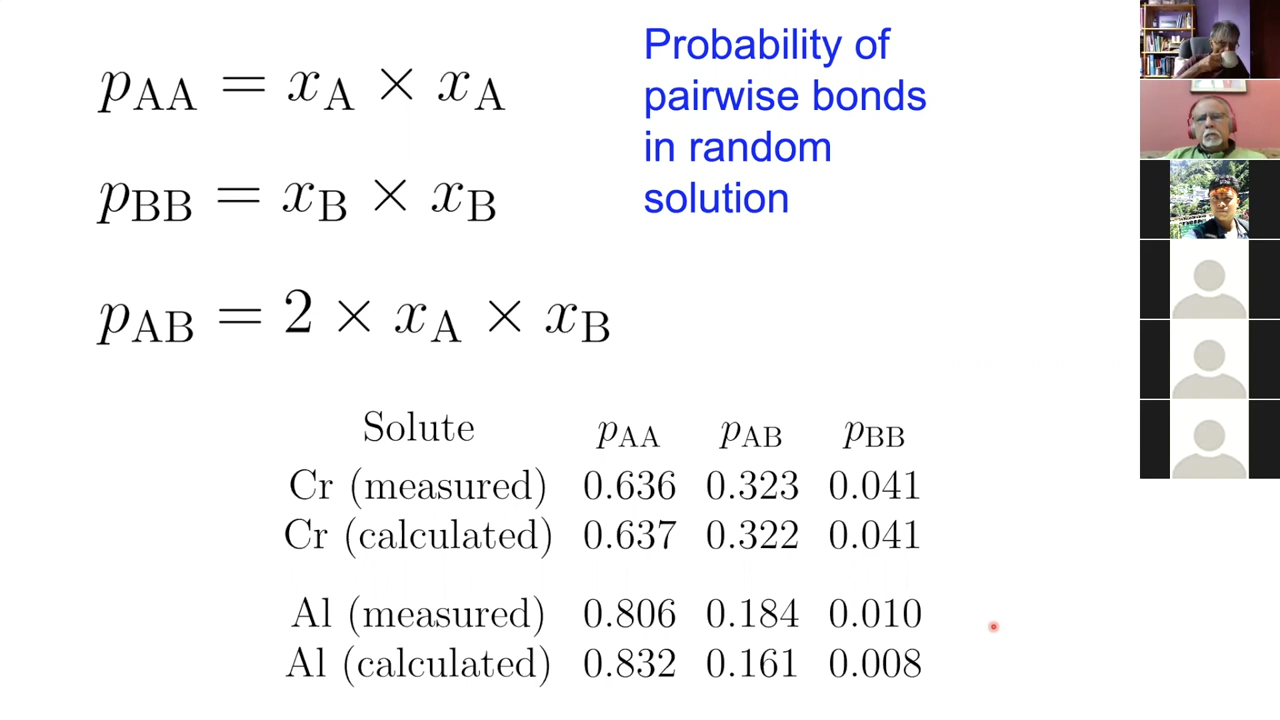 p_AA = x_A × x_A
p_BB = x_B × x_B
p_AB = 2 × x_A × x_B
Probability of
pairwise bonds
in random
solution
Solute p_AA p_AB p_BB
Cr (measured) 0.636 0.323 0.041
Cr (calculated) 0.637 0.322 0.041
Al (measured) 0.806 0.184 0.010
Al (calculated) 0.832 0.161 0.008